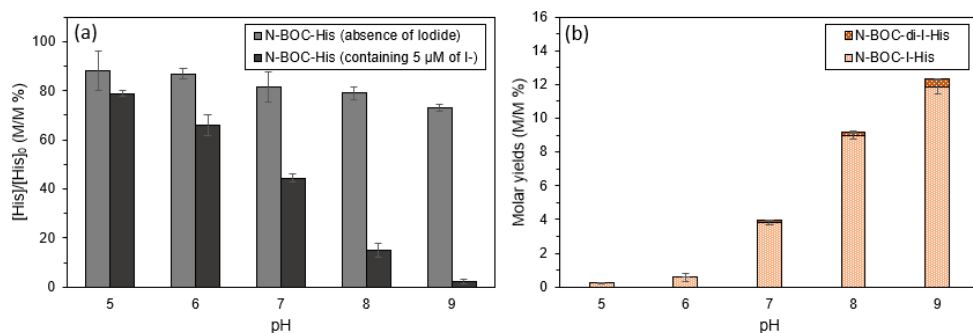 (a)
N-BOC-His (absence of Iodide)
N-BOC-His (containing 5 µM of I-)
[His]/[His]₀ (M/M %)
100
80
60
40
20
0
5 6 7 8 9
pH
(b)
N-BOC-di-I-His
N-BOC-I-His
Molar yields (M/M %)
16
14
12
10
8
6
4
2
0
5 6 7 8 9
pH